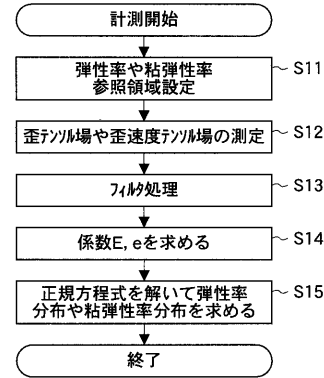 計測開始
弾性率や粘弾性率
参照領域設定
S11
歪ﾃﾝｿﾙ場や歪速度ﾃﾝｿﾙ場の測定
S12
ﾌｨﾙﾀ処理
S13
係数E, eを求める
S14
正規方程式を解いて弾性率
分布や粘弾性率分布を求める
S15
終了